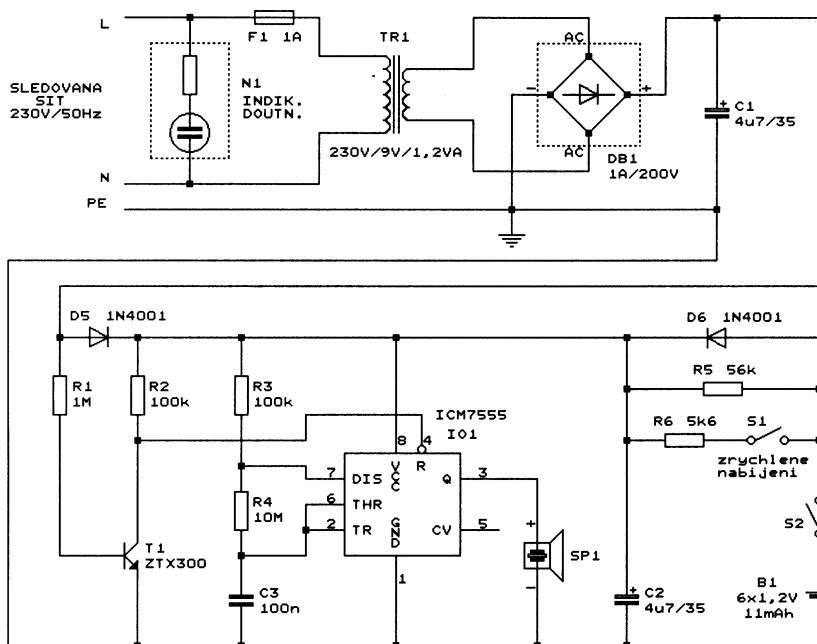 L
F1 1A
TR1
AC
SLEDOVANA
SIT
230V/50Hz
N1
INDIK.
DOUTN.
-
+
+
C1
4u7/35
230V/9V/1,2VA
AC
DB1
1A/200V
N
PE
D5 1N4001
D6 1N4001
R1
1M
R2
100k
R3
100k
R5 56k
ICM7555
IO1
R6 5k6
S1
zrychlene
nabijeni
8
4
7
DIS
VCC
R
Q
3
6
THR
R4
10M
2
TR
GND
CV
5
S2
+
SP1
-
T1
ZTX300
1
C3
100n
+
C2
4u7/35
B1
6x1,2V
11mAh